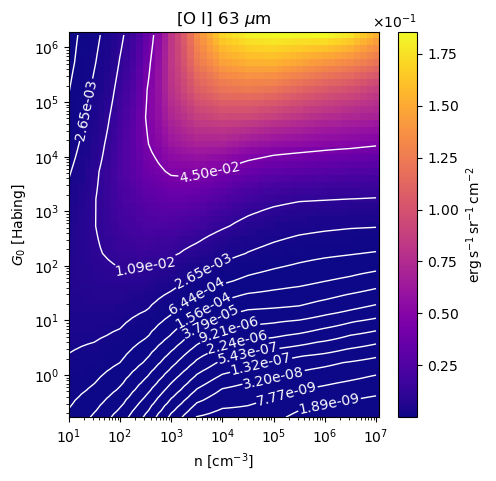 [O I] 63 μm
×10⁻¹
10⁶
10⁵
10⁴
10³
10²
10¹
10⁰
G₀ [Habing]
10¹
10²
10³
10⁴
10⁵
10⁶
10⁷
n [cm⁻³]
2.65e-03
4.50e-02
1.09e-02
2.65e-03
6.44e-04
1.56e-04
3.79e-05
9.21e-06
2.24e-06
5.43e-07
1.32e-07
3.20e-08
7.77e-09
1.89e-09
1.75
1.50
1.25
1.00
0.75
0.50
0.25
erg s⁻¹ sr⁻¹ cm⁻²